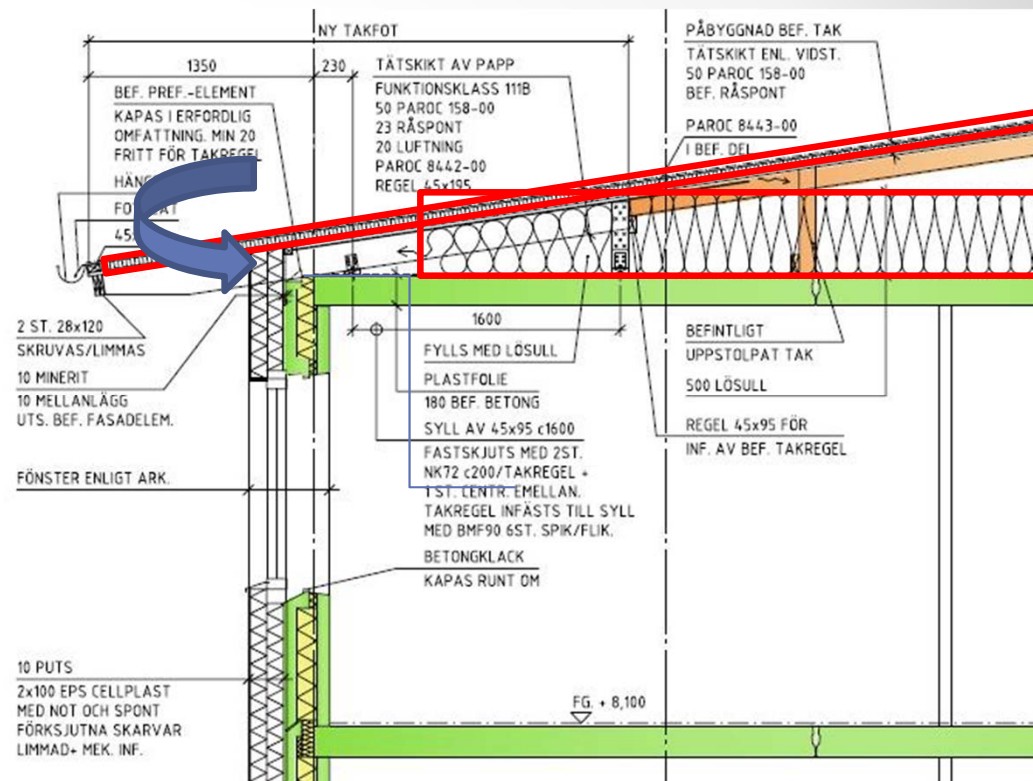 NY TAKFOT
1350
230
BEF. PREF.-ELEMENT
KAPAS I ERFORDLIG
OMFATTNING. MIN 20
FRITT FÖR TAKREGEL
2 ST. 28x120
SKRUVAS/LIMMAS
10 MINERIT
10 MELLANLÄGG
UTS. BEF. FASADELEM.
FÖNSTER ENLIGT ARK.
10 PUTS
2x100 EPS CELLPLAST
MED NOT OCH SPONT
FÖRKSJUTNA SKARVAR
LIMMAD+ MEK. INF.
TÄTSKIKT AV PAPP
FUNKTIONSKLASS 111B
50 PAROC 158-00
23 RÅSPONT
20 LUFTNING
PAROC 8442-00
REGEL 45x195
1600
FYLLS MED LÖSULL
PLASTFOLIE
180 BEF. BETONG
SYLL AV 45x95 c1600
FASTSKJUTS MED 2ST.
NK72 c200/TAKREGEL +
1 ST. CENTR. EMELLAN.
TAKREGEL INFÄSTS TILL SYLL
MED BMF90 6ST. SPIK/FLIK.
BETONGKLACK
KAPAS RUNT OM
PÅBYGGNAD BEF. TAK
TÄTSKIKT ENL. VIDST.
50 PAROC 158-00
BEF. RÅSPONT
PAROC 8443-00
I BEF. DEL
BEFINTLIGT
UPPSTOLPAT TAK
500 LÖSULL
REGEL 45x95 FÖR
INF. AV BEF. TAKREGEL
FG. + 8,100